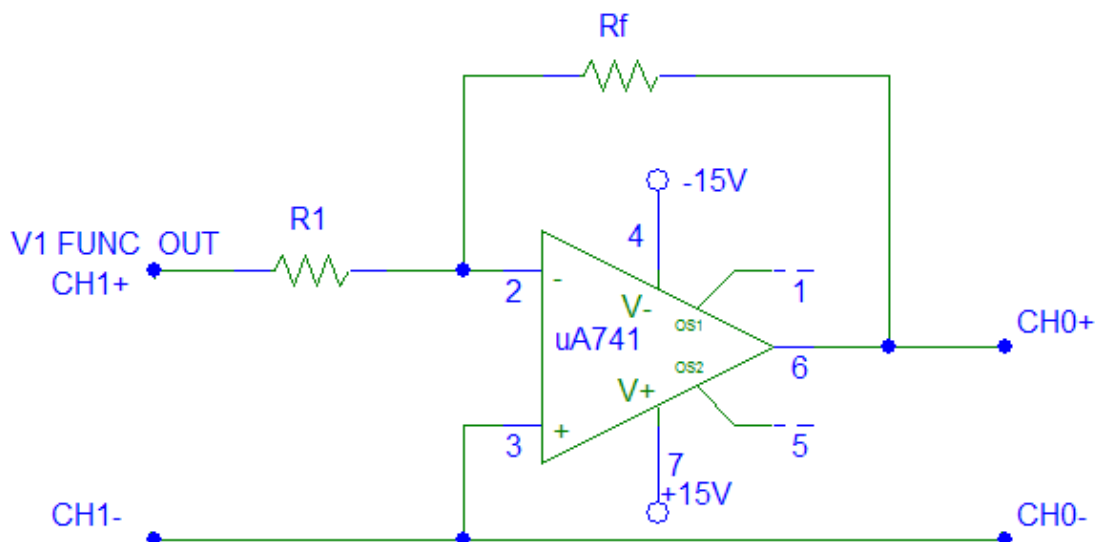 Rf
-15V
R1
4
V1 FUNC OUT
CH1+
2
-
V-
OS1
1
uA741
CH0+
6
OS2
V+
3
+
5
7
+15V
CH1-
CH0-